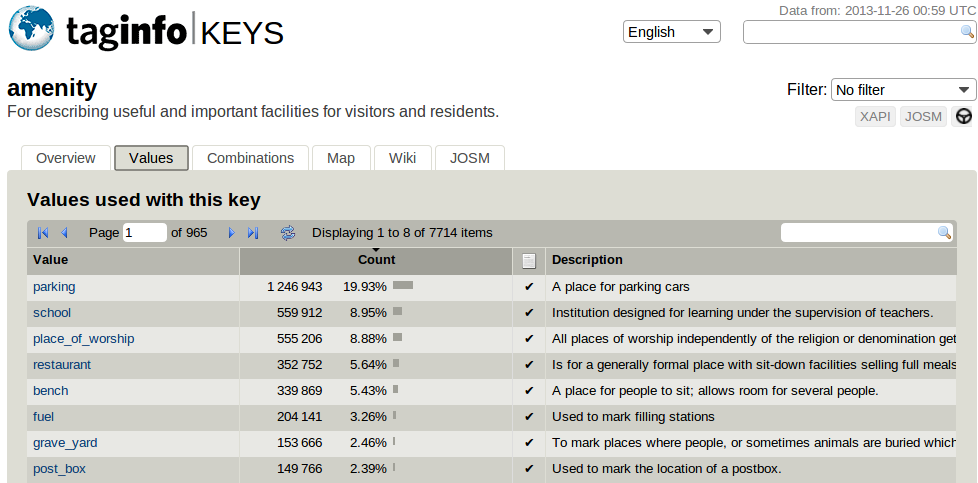 Data from: 2013-11-26 00:59 UTC
taginfo KEYS
English
amenity
Filter: No filter
For describing useful and important facilities for visitors and residents.
XAPI JOSM
Overview Values Combinations Map Wiki JOSM
Values used with this key
Page 1 of 965 Displaying 1 to 8 of 7714 items
Value Count Description
parking 1 246 943 19.93% ✔ A place for parking cars
school 559 912 8.95% ✔ Institution designed for learning under the supervision of teachers.
place_of_worship 555 206 8.88% ✔ All places of worship independently of the religion or denomination get
restaurant 352 752 5.64% ✔ Is for a generally formal place with sit-down facilities selling full meals
bench 339 869 5.43% ✔ A place for people to sit; allows room for several people.
fuel 204 141 3.26% ✔ Used to mark filling stations
grave_yard 153 666 2.46% ✔ To mark places where people, or sometimes animals are buried which
post_box 149 766 2.39% ✔ Used to mark the location of a postbox.